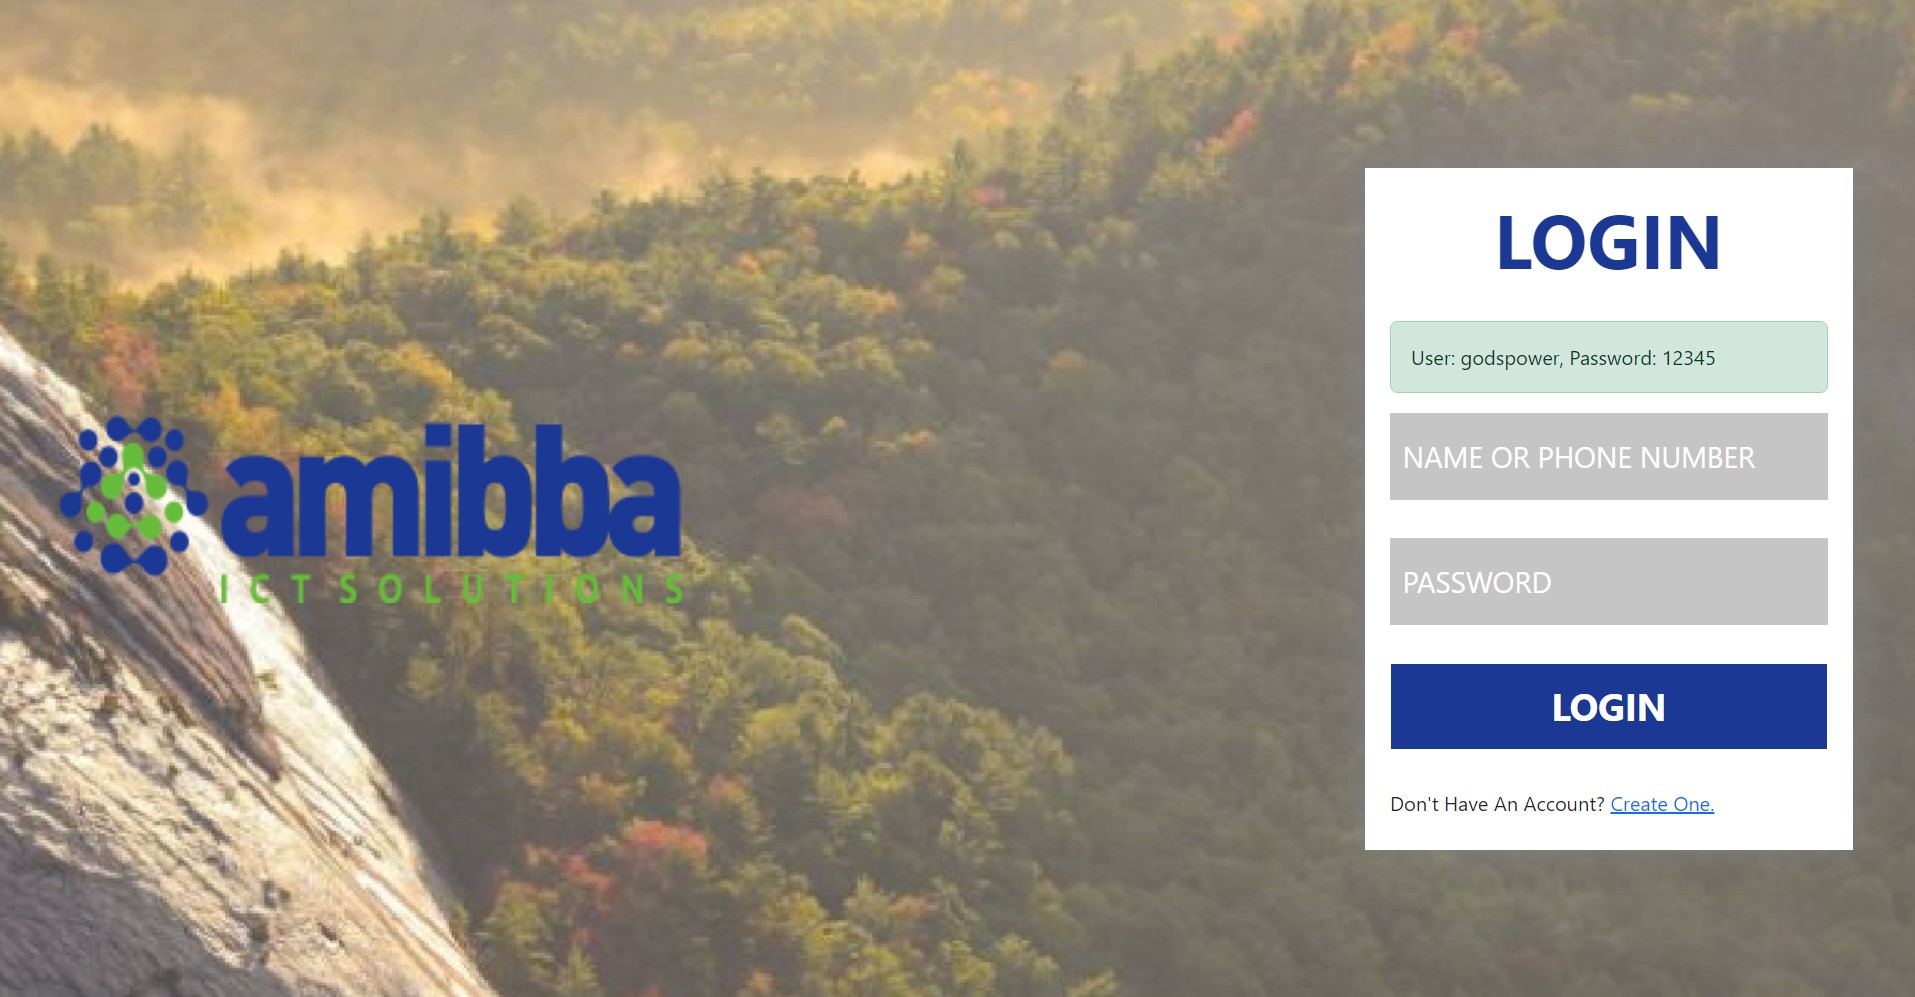 amibba
ICT SOLUTIONS
LOGIN
User: godspower, Password: 12345
NAME OR PHONE NUMBER
PASSWORD
LOGIN
Don't Have An Account? Create One.